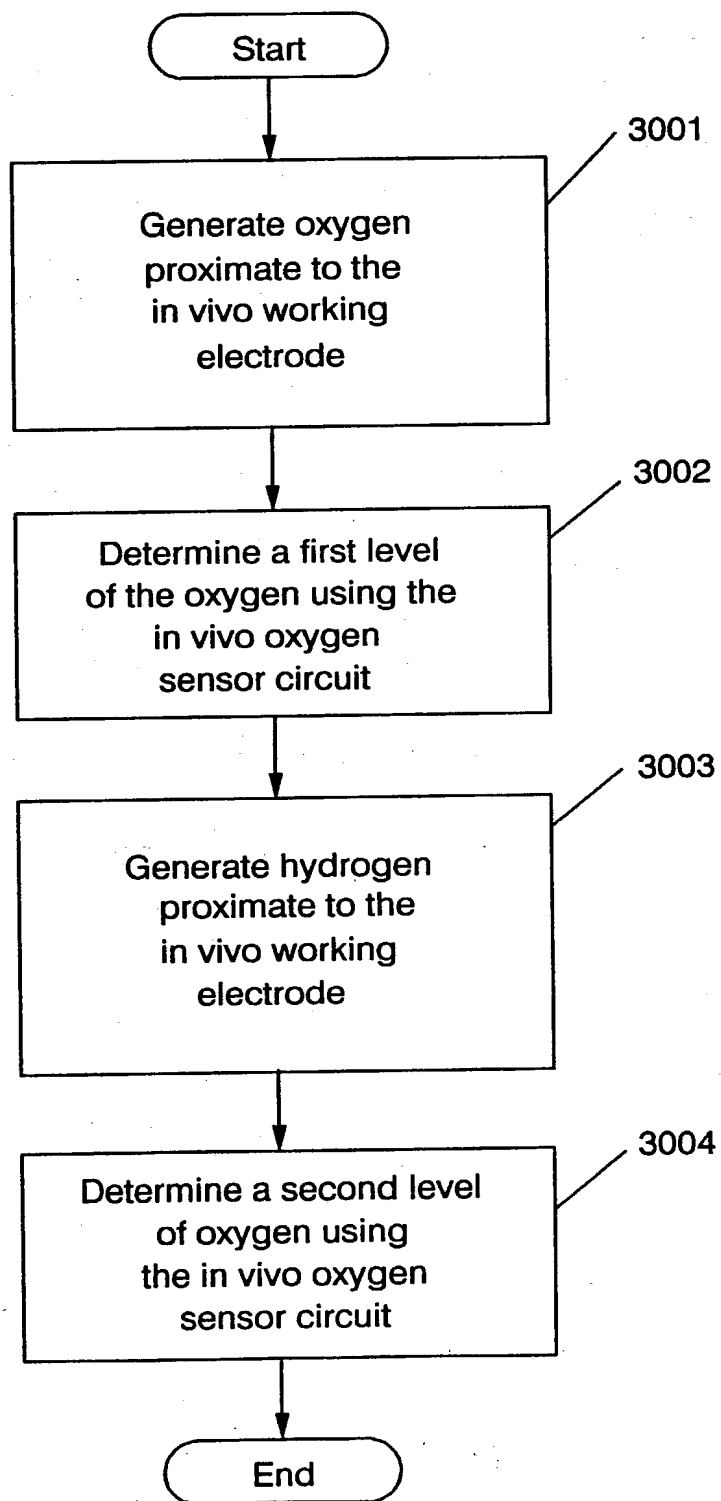 Start
3001
Generate oxygen
proximate to the
in vivo working
electrode
3002
Determine a first level
of the oxygen using the
in vivo oxygen
sensor circuit
3003
Generate hydrogen
proximate to the
in vivo working
electrode
3004
Determine a second level
of oxygen using
the in vivo oxygen
sensor circuit
End